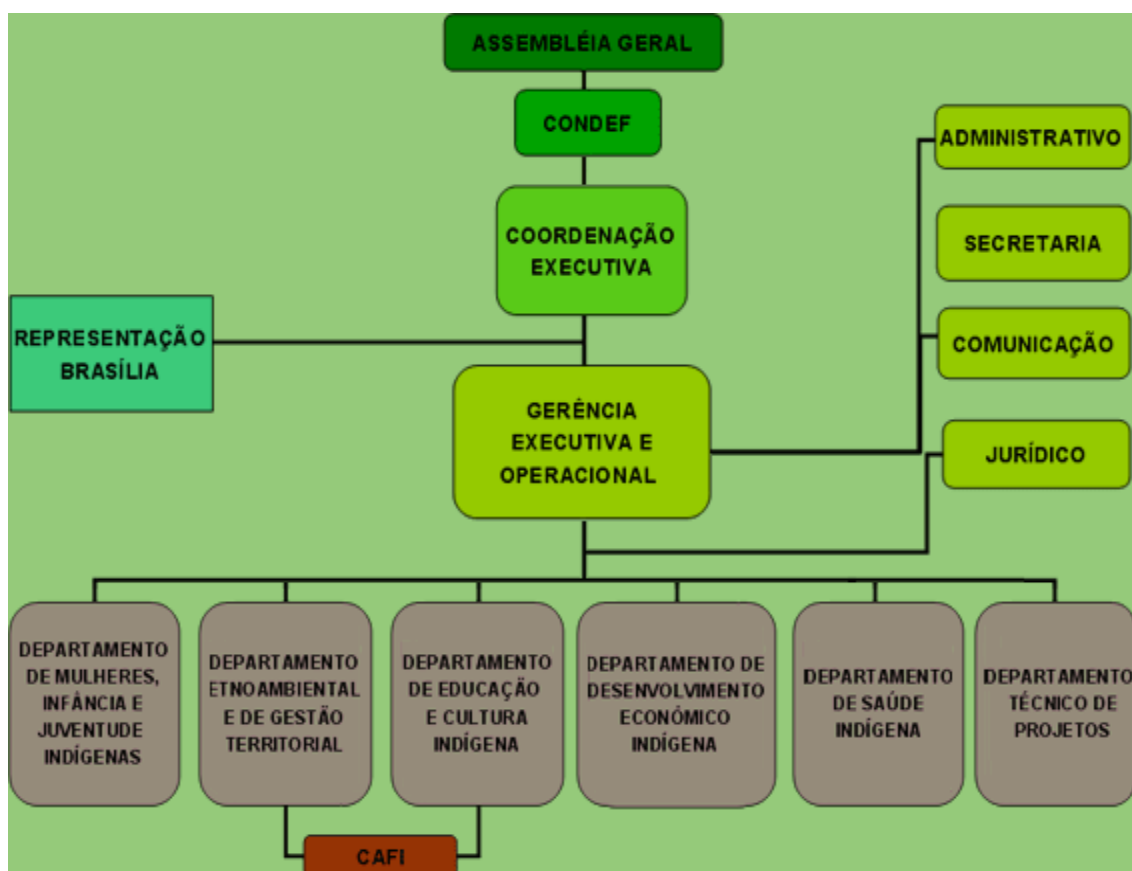 ASSEMBLÉIA GERAL
CONDEF
ADMINISTRATIVO
COORDENAÇÃO
EXECUTIVA
SECRETARIA
REPRESENTAÇÃO
BRASÍLIA
COMUNICAÇÃO
GERÊNCIA
EXECUTIVA E
OPERACIONAL
JURÍDICO
DEPARTAMENTO
DE MULHERES,
INFÂNCIA E
JUVENTUDE
INDÍGENAS
DEPARTAMENTO
ETNOAMBIENTAL
E DE GESTÃO
TERRITORIAL
DEPARTAMENTO
DE EDUCAÇÃO
E CULTURA
INDÍGENA
DEPARTAMENTO DE
DESENVOLVIMENTO
ECONÔMICO
INDÍGENA
DEPARTAMENTO
DE SAÚDE
INDÍGENA
DEPARTAMENTO
TÉCNICO DE
PROJETOS
CAFI